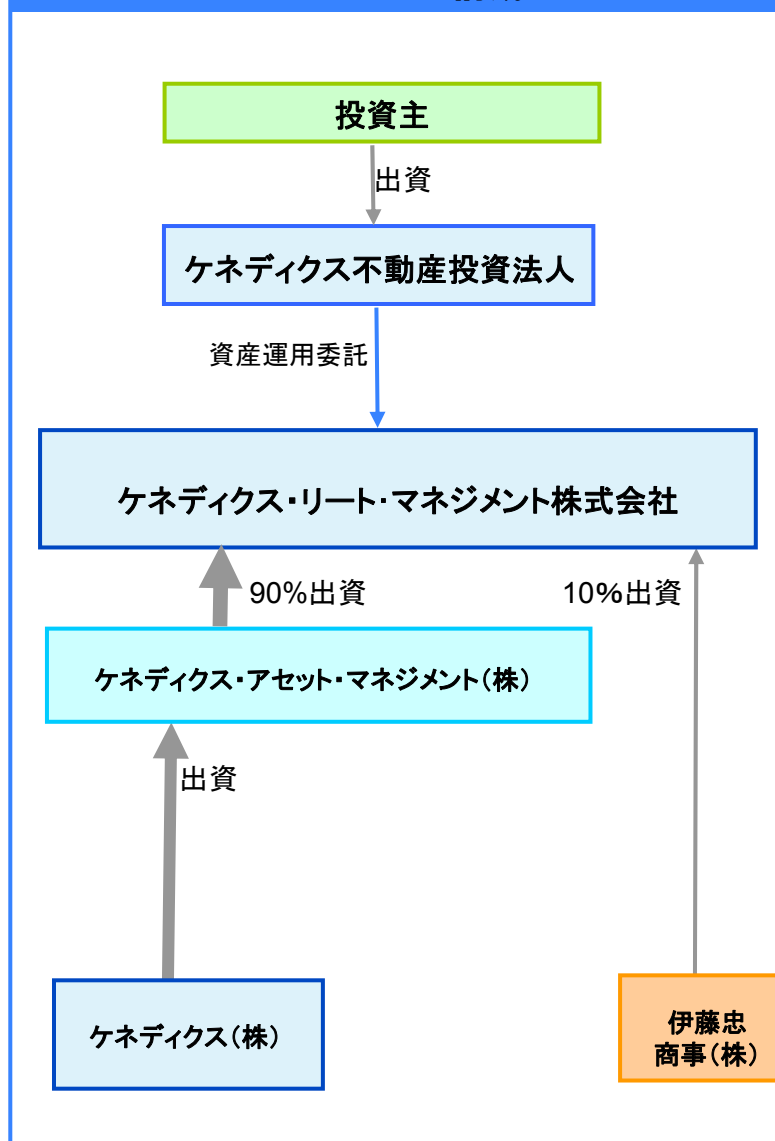 投資主
出資
ケネディクス不動産投資法人
資産運用委託
ケネディクス・リート・マネジメント株式会社
90%出資
10%出資
ケネディクス・アセット・マネジメント(株)
出資
ケネディクス(株)
伊藤忠
商事(株)